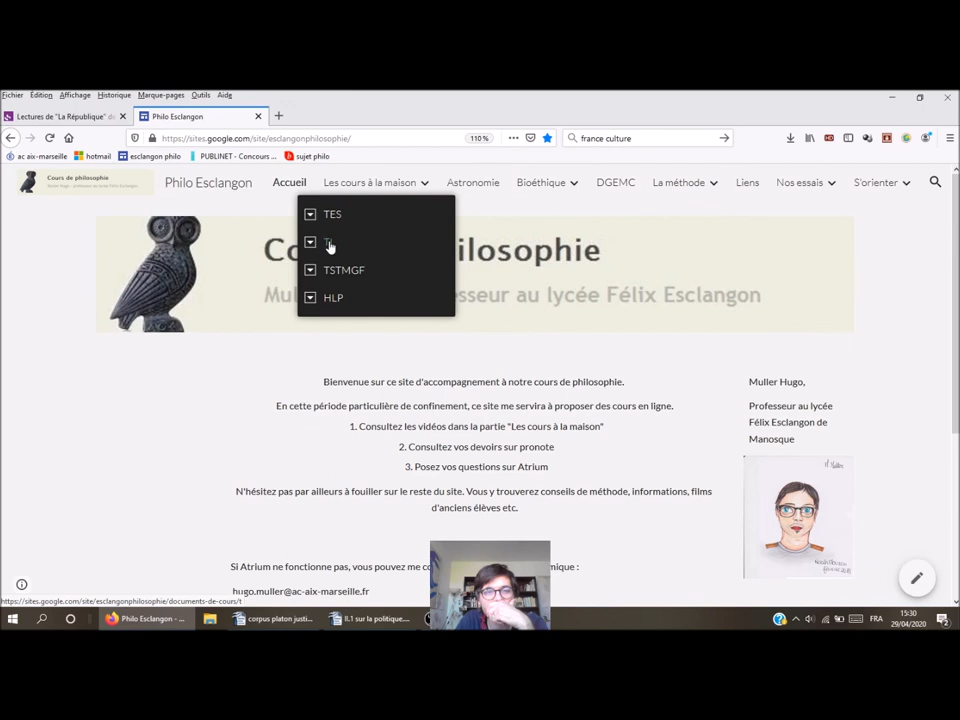 Fichier Édition Affichage Historique Marque-pages Outils Aide
Lectures de "La République" de
Philo Esclangon
https://sites.google.com/site/esclangonphilosophie/
110 %
france culture
ac aix-marseille hotmail esclangon philo PUBLINET - Concours ... sujet philo
Cours de philosophie
Philo Esclangon Accueil Les cours à la maison Astronomie Bioéthique DGEMC La méthode Liens Nos essais S'orienter
TES
TL
TSTMGF
HLP
Co
ilosophie
Mul
sseur au lycée Félix Esclangon
Bienvenue sur ce site d'accompagnement à notre cours de philosophie.
En cette période particulière de confinement, ce site me servira à proposer des cours en ligne.
1. Consultez les vidéos dans la partie "Les cours à la maison"
2. Consultez vos devoirs sur pronote
3. Posez vos questions sur Atrium
N'hésitez pas par ailleurs à fouiller sur le reste du site. Vous y trouverez conseils de méthode, informations, films
d'anciens élèves etc.
Si Atrium ne fonctionne pas, vous pouvez me co
mique :
hugo.muller@ac-aix-marseille.fr
Muller Hugo,
Professeur au lycée
Félix Esclangon de
Manosque
https://sites.google.com/site/esclangonphilosophie/documents-de-cours/t
Philo Esclangon - ...
corpus platon justi...
II.1 sur la politique....
FRA
15:30
29/04/2020